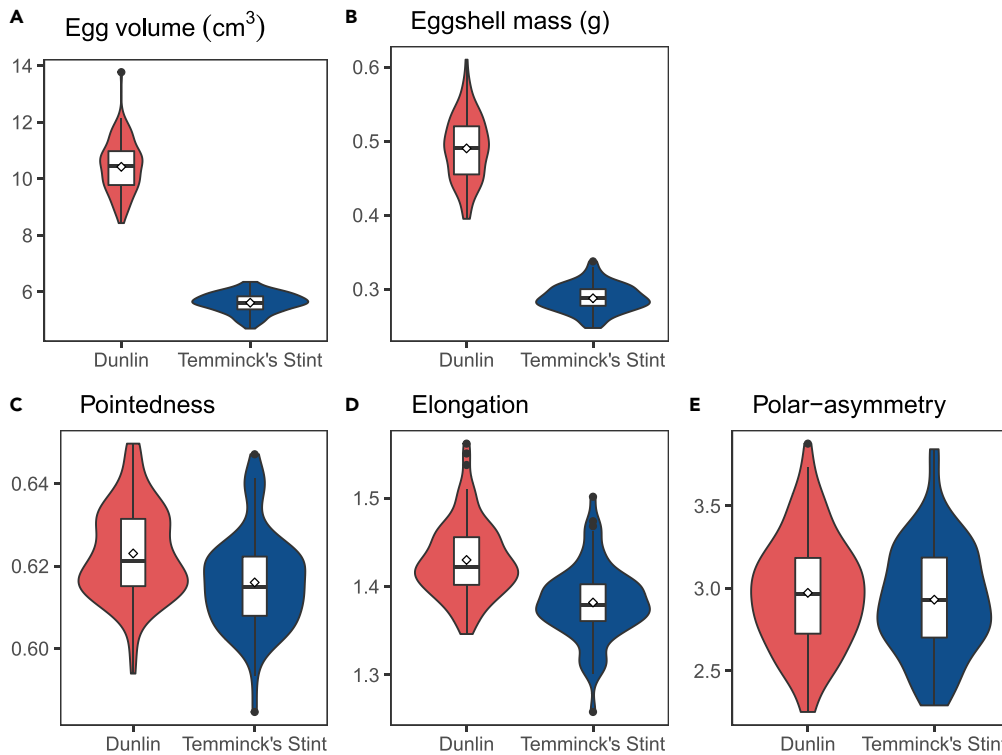 A
Egg volume (cm³)
14
12
10
8
6
Dunlin
Temminck's Stint
B
Eggshell mass (g)
0.6
0.5
0.4
0.3
Dunlin
Temminck's Stint
C
Pointedness
0.64
0.62
0.60
Dunlin
Temminck's Stint
D
Elongation
1.5
1.4
1.3
Dunlin
Temminck's Stint
E
Polar−asymmetry
3.5
3.0
2.5
Dunlin
Temminck's Stint